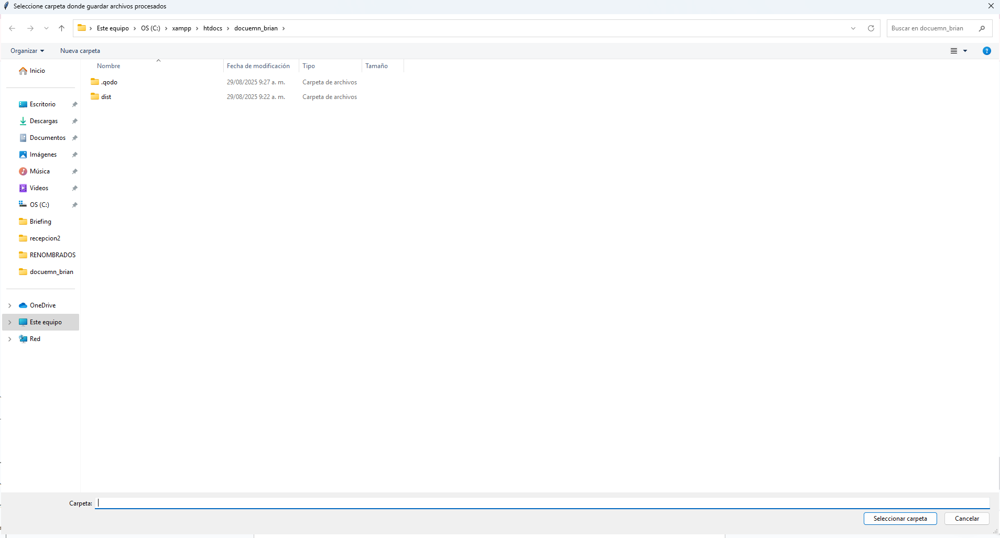 Seleccione carpeta donde guardar archivos procesados
Este equipo > OS (C:) > xampp > htdocs > docuemn_brian >
Buscar en docuemn_brian
Organizar
Nueva carpeta
Nombre
Fecha de modificación
Tipo
Tamaño
.qodo
29/08/2025 9:27 a. m.
Carpeta de archivos
dist
29/08/2025 9:22 a. m.
Carpeta de archivos
Inicio
Escritorio
Descargas
Documentos
Imágenes
Música
Videos
OS (C:)
Briefing
recepcion2
RENOMBRADOS
docuemn_brian
OneDrive
Este equipo
Red
Carpeta:
Seleccionar carpeta
Cancelar